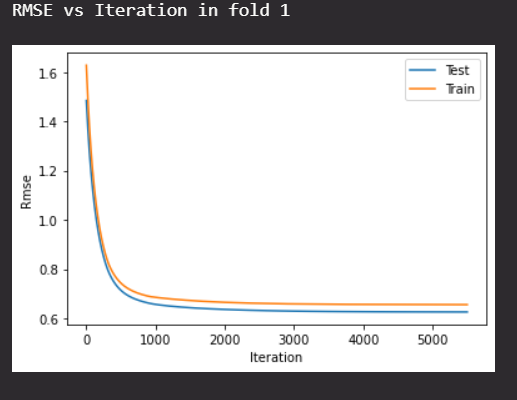 RMSE vs Iteration in fold 1
Test
Train
Rmse
1.6
1.4
1.2
1.0
0.8
0.6
0 1000 2000 3000 4000 5000
Iteration